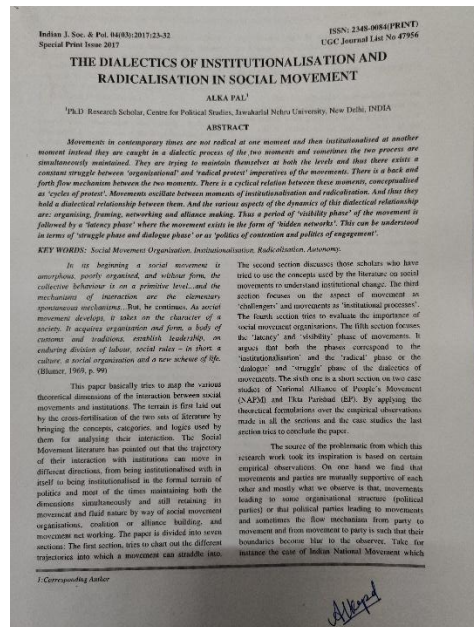 Indian J. Soc. & Pol. 04(03):2017:23-32
Special Print Issue 2017
ISSN: 2348-0084(PRINT)
UGC Journal List No 47956
THE DIALECTICS OF INSTITUTIONALISATION AND
RADICALISATION IN SOCIAL MOVEMENT
ALKA PAL¹
¹Ph.D Research Scholar, Centre for Political Studies, Jawaharlal Nehru University, New Delhi, INDIA
ABSTRACT
Movements in contemporary times are not radical at one moment and then institutionalised at another
moment instead they are caught in a dialectic process of the two moments and sometimes the two process are
simultaneously maintained. They are trying to maintain themselves at both the levels and thus there exists a
constant struggle between 'organisational' and 'radical protest' imperatives of the movements. There is a back and
forth flow mechanism between the two moments. There is a cyclical relation between these moments, conceptualised
as 'cycles of protest'. Movements oscillate between moments of institutionalisation and radicalisation. And thus they
hold a dialectical relationship between them. And the various aspects of the dynamics of this dialectical relationship
are: organising, framing, networking and alliance making. Thus a period of 'visibility phase' of the movement is
followed by a 'latency phase' where the movement exists in the form of 'hidden networks'. This can be understood
in terms of 'struggle phase and dialogue phase' or as 'politics of contention and politics of engagement'.
KEY WORDS: Social Movement Organisation, Institutionalisation, Radicalisation, Autonomy.
In its beginning a social movement is
amorphous, poorly organised, and without form, the
collective behaviour is on a primitive level...and the
mechanisms of interaction are the elementary
spontaneous mechanisms...But, he continues, As social
movement develops, it takes on the character of a
society. It acquires organisation and form, a body of
customs and traditions, establish leadership, an
enduring division of labour, social rules – in short a
culture, a social organisation and a new scheme of life.
(Blumer, 1969, p. 99)
This paper basically tries to map the various
theoretical dimensions of the interaction between social
movements and institutions. The terrain is first laid out
by the cross-fertilisation of the two sets of literature by
bringing the concepts, categories, and logics used by
them for analysing their interaction. The Social
Movement literature has pointed out that the trajectory
of their interaction with institutions can move in
different directions, from being institutionalised with in
itself to being institutionalised in the formal terrain of
politics and most of the times maintaining both the
dimensions simultaneously and still retaining its
movement and fluid nature by way of social movement
organisations, coalition or alliance building, and
movement net working. The paper is divided into seven
sections: The first section, tries to chart out the different
trajectories into which a movement can straddle into.
The second section discusses those scholars who have
tried to use the concepts used by the literature on social
movements to understand institutional change. The third
section focuses on the aspect of movement as
'challengers' and movements as 'institutional processes'.
The fourth section tries to evaluate the importance of
social movement organisations. The fifth section focuses
the 'latency' and 'visibility' phase of movements. It
argues that both the phases correspond to the
'institutionalisation' and the 'radical' phase or the
'dialogue' and 'struggle' phase of the dialectics of
movements. The sixth one is a short section on two case
studies of National Alliance of People's Movement
(NAPM) and Ekta Parishad (EP). By applying the
theoretical formulations over the empirical observations
made in all the sections and the case studies the last
section tries to conclude the paper.
The source of the problematic from which this
research work took its inspiration is based on certain
empirical observations. On one hand we find that
movements and parties are mutually supportive of each
other and mostly what we observe is that, movements
leading to some organisational structure (political
parties) or that political parties leading to movements
and sometimes the flow mechanism from party to
movement and from movement to party is such that their
boundaries become blur to the observer. Take for
instance the case of Indian National Movement which
1:Corresponding Author